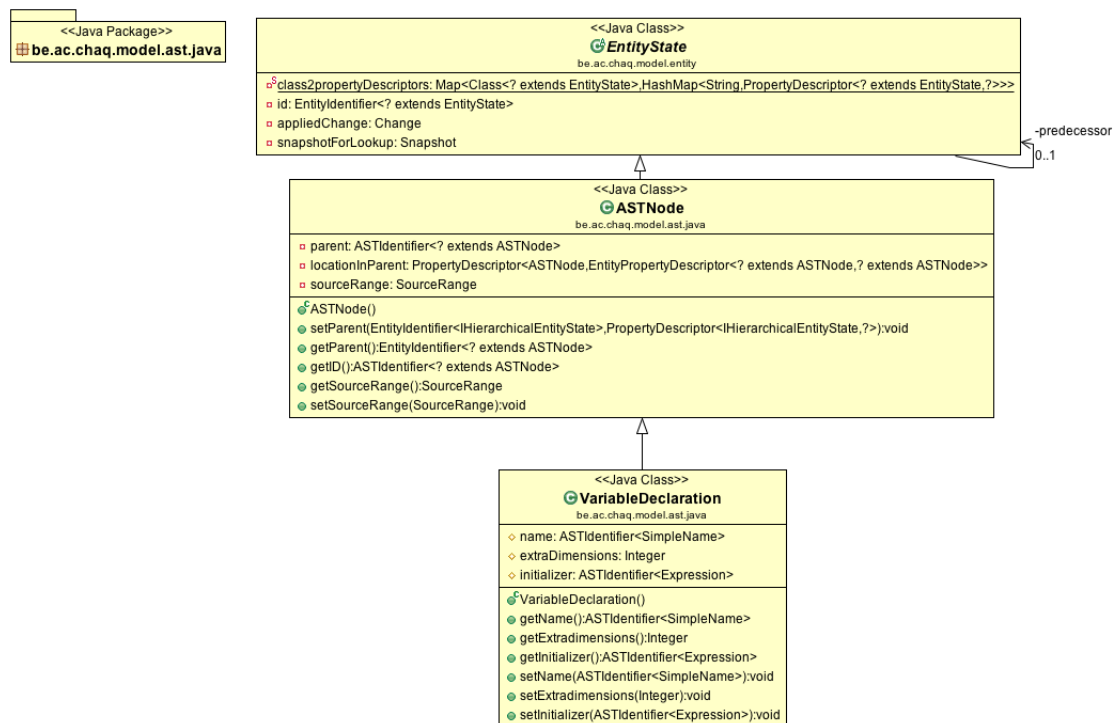 <<Java Package>>
be.ac.chaq.model.ast.java
<<Java Class>>
EntityState
be.ac.chaq.model.entity
class2propertyDescriptors: Map<Class<? extends EntityState>,HashMap<String,PropertyDescriptor<? extends EntityState,?>>>
id: EntityIdentifier<? extends EntityState>
appliedChange: Change
snapshotForLookup: Snapshot
-predecessor
0..1
<<Java Class>>
ASTNode
be.ac.chaq.model.ast.java
parent: ASTIdentifier<? extends ASTNode>
locationInParent: PropertyDescriptor<ASTNode,EntityPropertyDescriptor<? extends ASTNode,? extends ASTNode>>
sourceRange: SourceRange
ASTNode()
setParent(EntityIdentifier<IHierarchicalEntityState>,PropertyDescriptor<IHierarchicalEntityState,?>):void
getParent():EntityIdentifier<? extends ASTNode>
getID():ASTIdentifier<? extends ASTNode>
getSourceRange():SourceRange
setSourceRange(SourceRange):void
<<Java Class>>
VariableDeclaration
be.ac.chaq.model.ast.java
name: ASTIdentifier<SimpleName>
extraDimensions: Integer
initializer: ASTIdentifier<Expression>
VariableDeclaration()
getName():ASTIdentifier<SimpleName>
getExtradimensions():Integer
getInitializer():ASTIdentifier<Expression>
setName(ASTIdentifier<SimpleName>):void
setExtradimensions(Integer):void
setInitializer(ASTIdentifier<Expression>):void